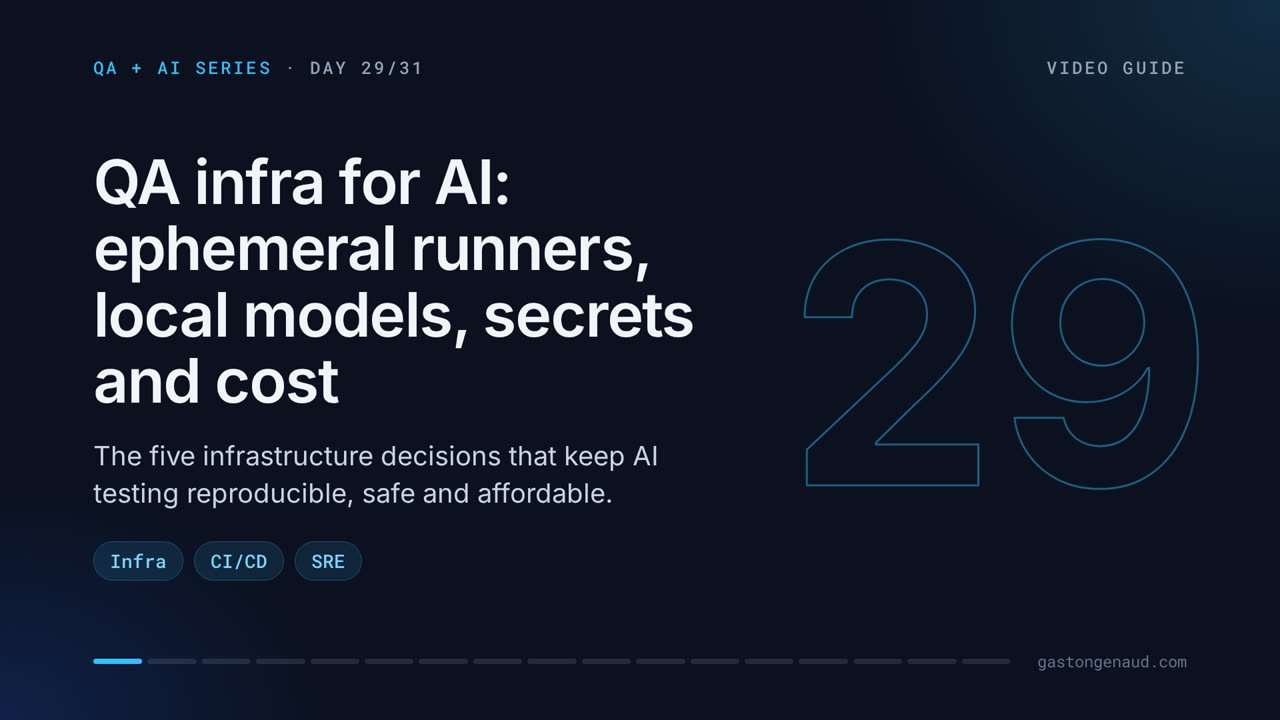 QA + AI SERIES · DAY 29/31
VIDEO GUIDE
QA infra for AI:
ephemeral runners,
local models, secrets
and cost
29
The five infrastructure decisions that keep AI
testing reproducible, safe and affordable.
Infra
CI/CD
SRE
gastongenaud.com